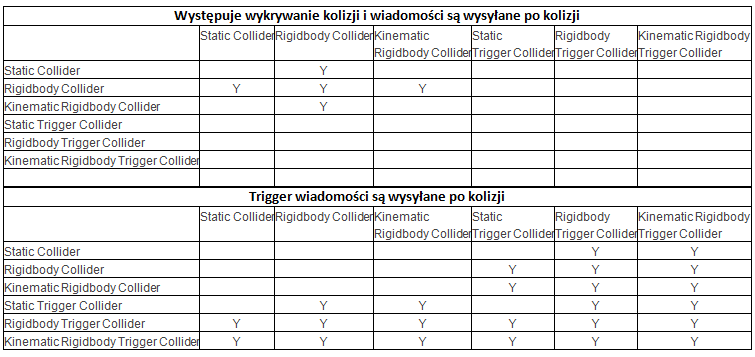 Występuje wykrywanie kolizji i wiadomości są wysyłane po kolizji
Static Collider Rigidbody Collider Kinematic Rigidbody Collider Static Trigger Collider Rigidbody Trigger Collider Kinematic Rigidbody Trigger Collider
Static Collider Y
Rigidbody Collider Y Y Y
Kinematic Rigidbody Collider Y
Static Trigger Collider
Rigidbody Trigger Collider
Kinematic Rigidbody Trigger Collider
Trigger wiadomości są wysyłane po kolizji
Static Collider Rigidbody Collider Kinematic Rigidbody Collider Static Trigger Collider Rigidbody Trigger Collider Kinematic Rigidbody Trigger Collider
Static Collider Y Y
Rigidbody Collider Y Y Y
Kinematic Rigidbody Collider Y Y Y
Static Trigger Collider Y Y Y Y
Rigidbody Trigger Collider Y Y Y Y Y Y
Kinematic Rigidbody Trigger Collider Y Y Y Y Y Y